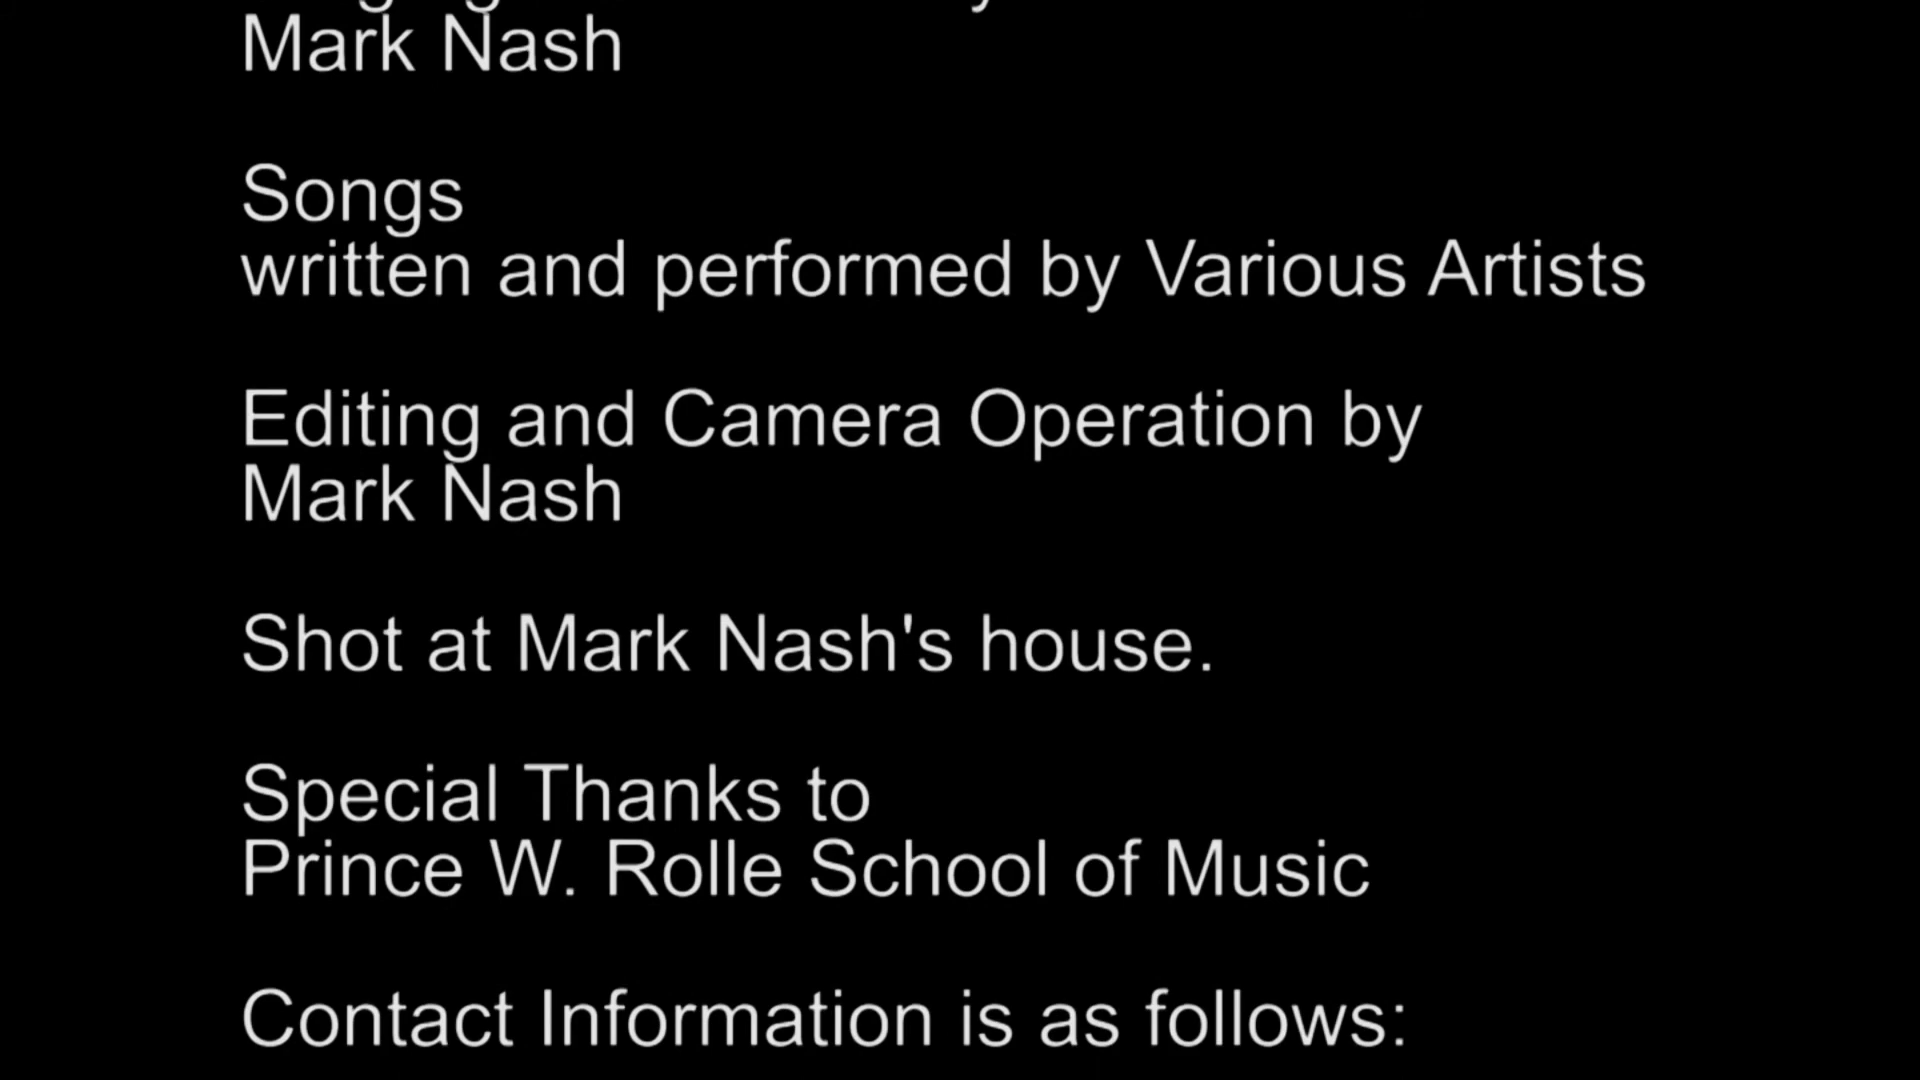 Mark Nash
Songs
written and performed by Various Artists
Editing and Camera Operation by
Mark Nash
Shot at Mark Nash's house.
Special Thanks to
Prince W. Rolle School of Music
Contact Information is as follows: